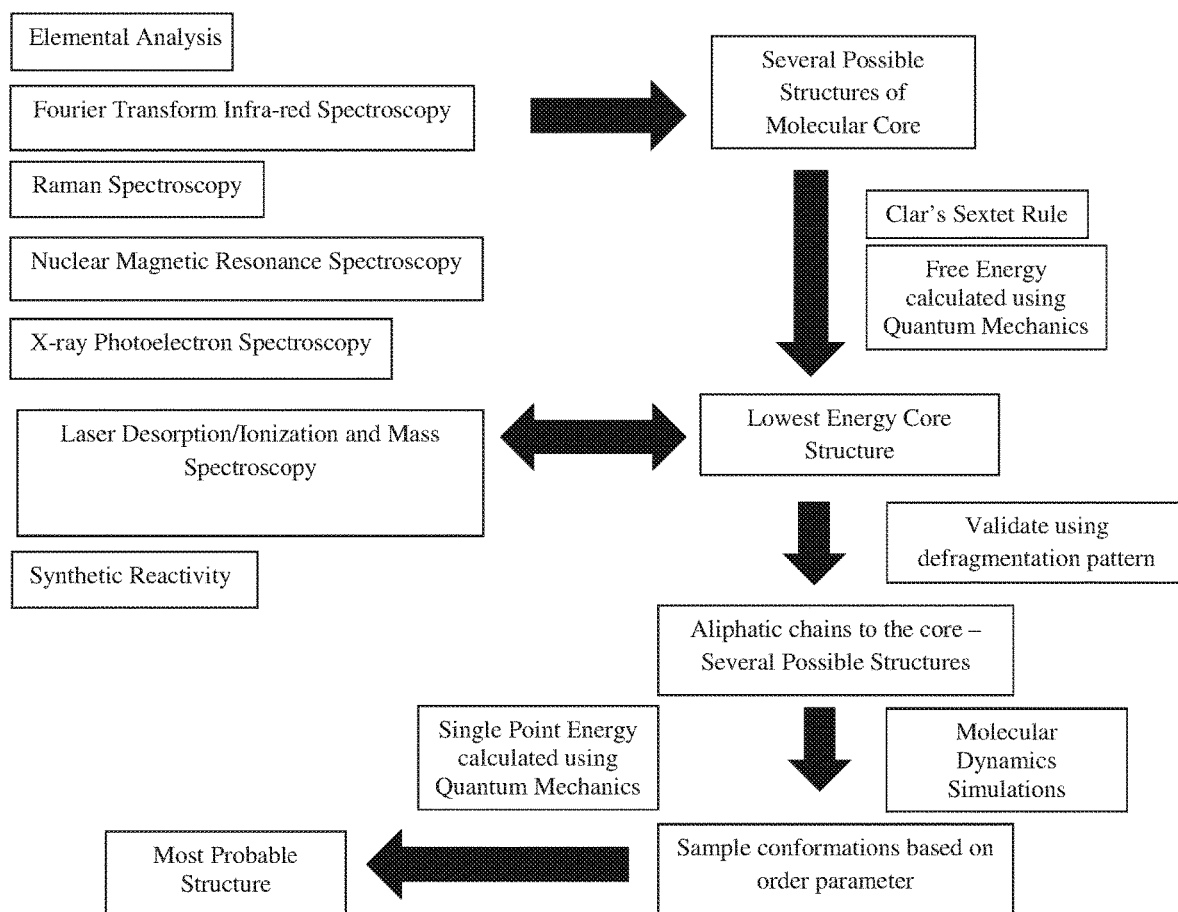 Elemental Analysis
Fourier Transform Infra-red Spectroscopy
Raman Spectroscopy
Nuclear Magnetic Resonance Spectroscopy
X-ray Photoelectron Spectroscopy
Laser Desorption/Ionization and Mass
Spectroscopy
Synthetic Reactivity
Several Possible
Structures of
Molecular Core
Clar's Sextet Rule
Free Energy
calculated using
Quantum Mechanics
Lowest Energy Core
Structure
Validate using
defragmentation pattern
Aliphatic chains to the core –
Several Possible Structures
Single Point Energy
calculated using
Quantum Mechanics
Molecular
Dynamics
Simulations
Sample conformations based on
order parameter
Most Probable
Structure